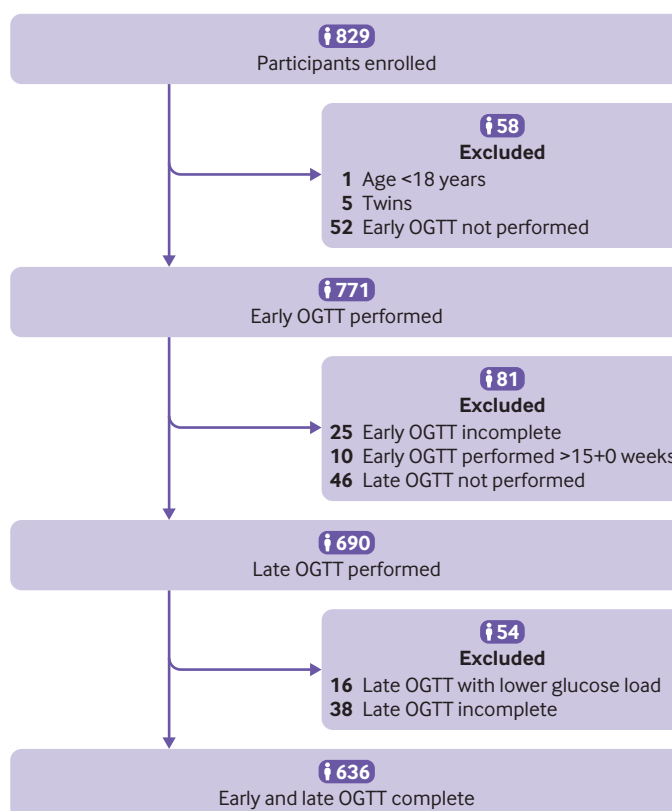 829
Participants enrolled
58
Excluded
1 Age <18 years
5 Twins
52 Early OGTT not performed
771
Early OGTT performed
81
Excluded
25 Early OGTT incomplete
10 Early OGTT performed >15+0 weeks
46 Late OGTT not performed
690
Late OGTT performed
54
Excluded
16 Late OGTT with lower glucose load
38 Late OGTT incomplete
636
Early and late OGTT complete